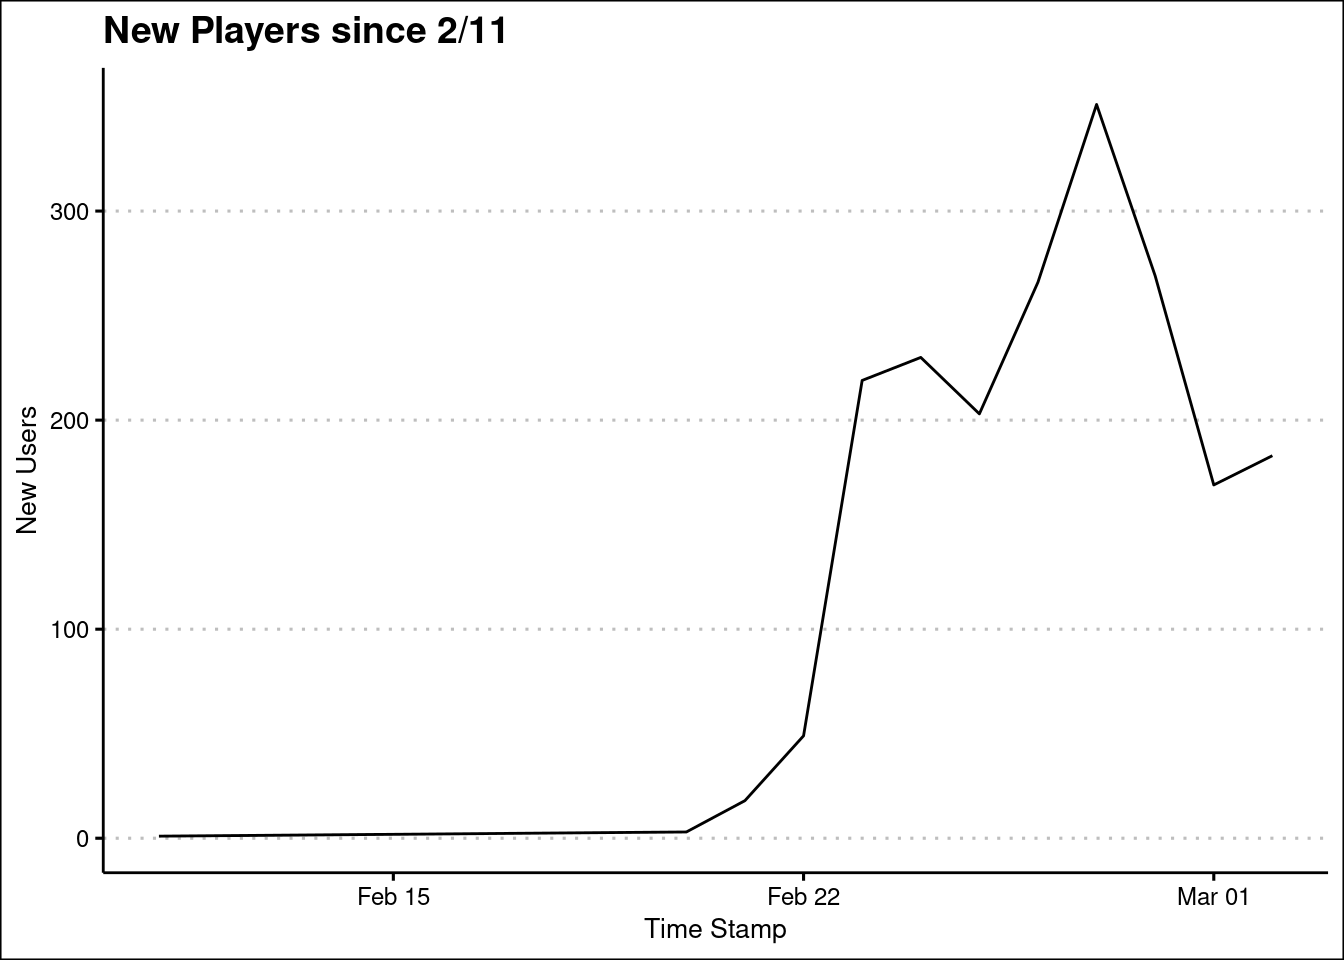 New Players since 2/11
300
200
100
0
New Users
Feb 15
Feb 22
Mar 01
Time Stamp